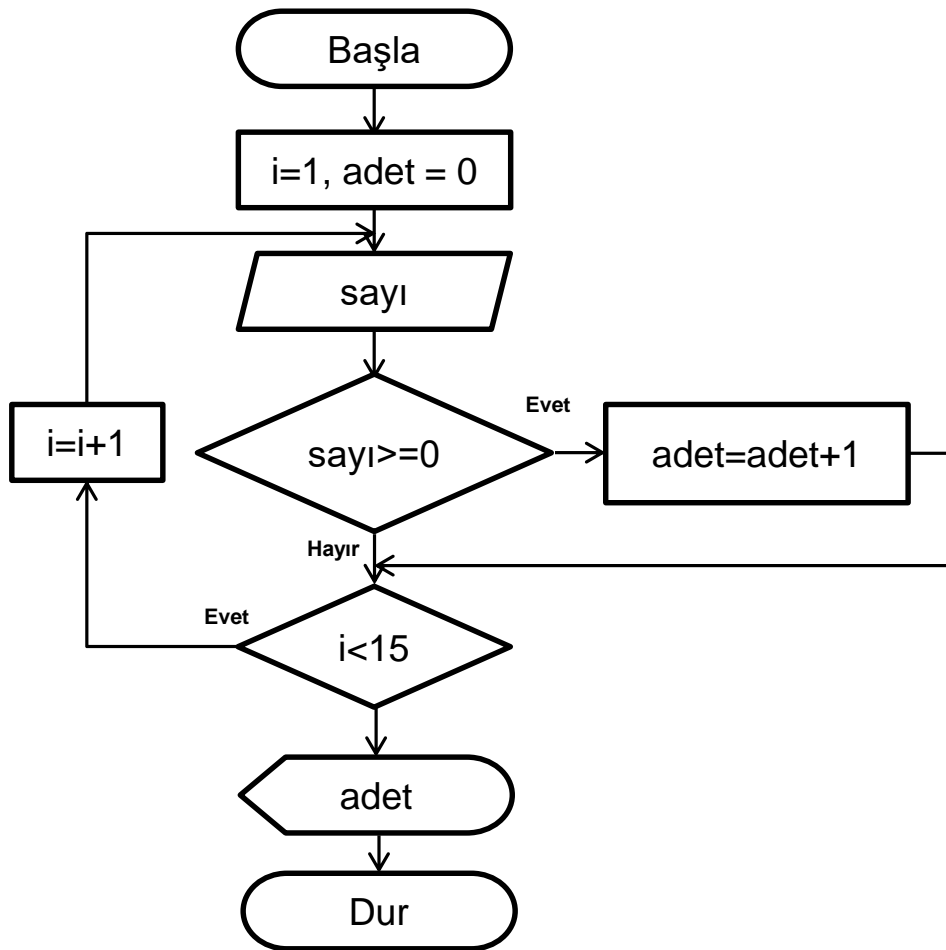 Başla
i=1, adet = 0
sayı
sayı>=0
Evet
adet=adet+1
i=i+1
Hayır
Evet
i<15
adet
Dur